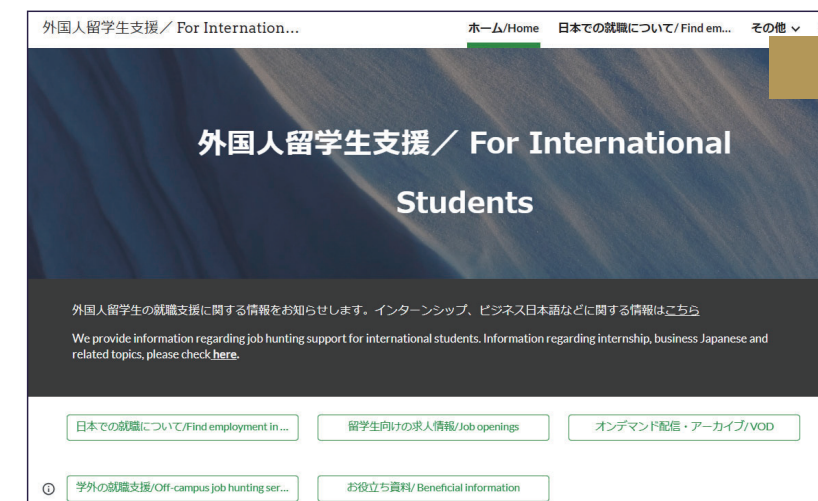 外国人留学生支援／ For Internation...
ホーム/Home 日本での就職について/ Find em... その他
外国人留学生支援／ For International
Students
外国人留学生の就職支援に関する情報をお知らせします。インターンシップ、ビジネス日本語などに関する情報はこちら
We provide information regarding job hunting support for international students. Information regarding internship, business Japanese and
related topics, please check here.
日本での就職について/Find employment in ...
留学生向けの求人情報/Job openings
オンデマンド配信・アーカイブ/VOD
学外の就職支援/Off-campus job hunting ser...
お役立ち資料/ Beneficial information